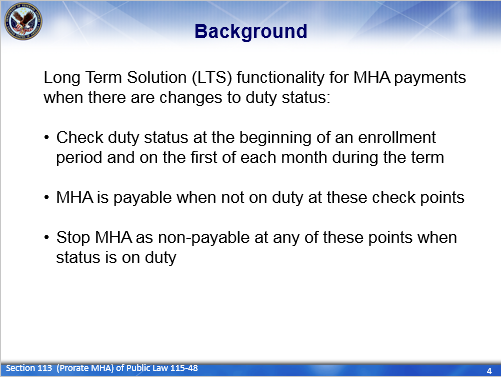 Background
Long Term Solution (LTS) functionality for MHA payments
when there are changes to duty status:
• Check duty status at the beginning of an enrollment
period and on the first of each month during the term
• MHA is payable when not on duty at these check points
• Stop MHA as non-payable at any of these points when
status is on duty
Section 113 (Prorate MHA) of Public Law 115-48
4